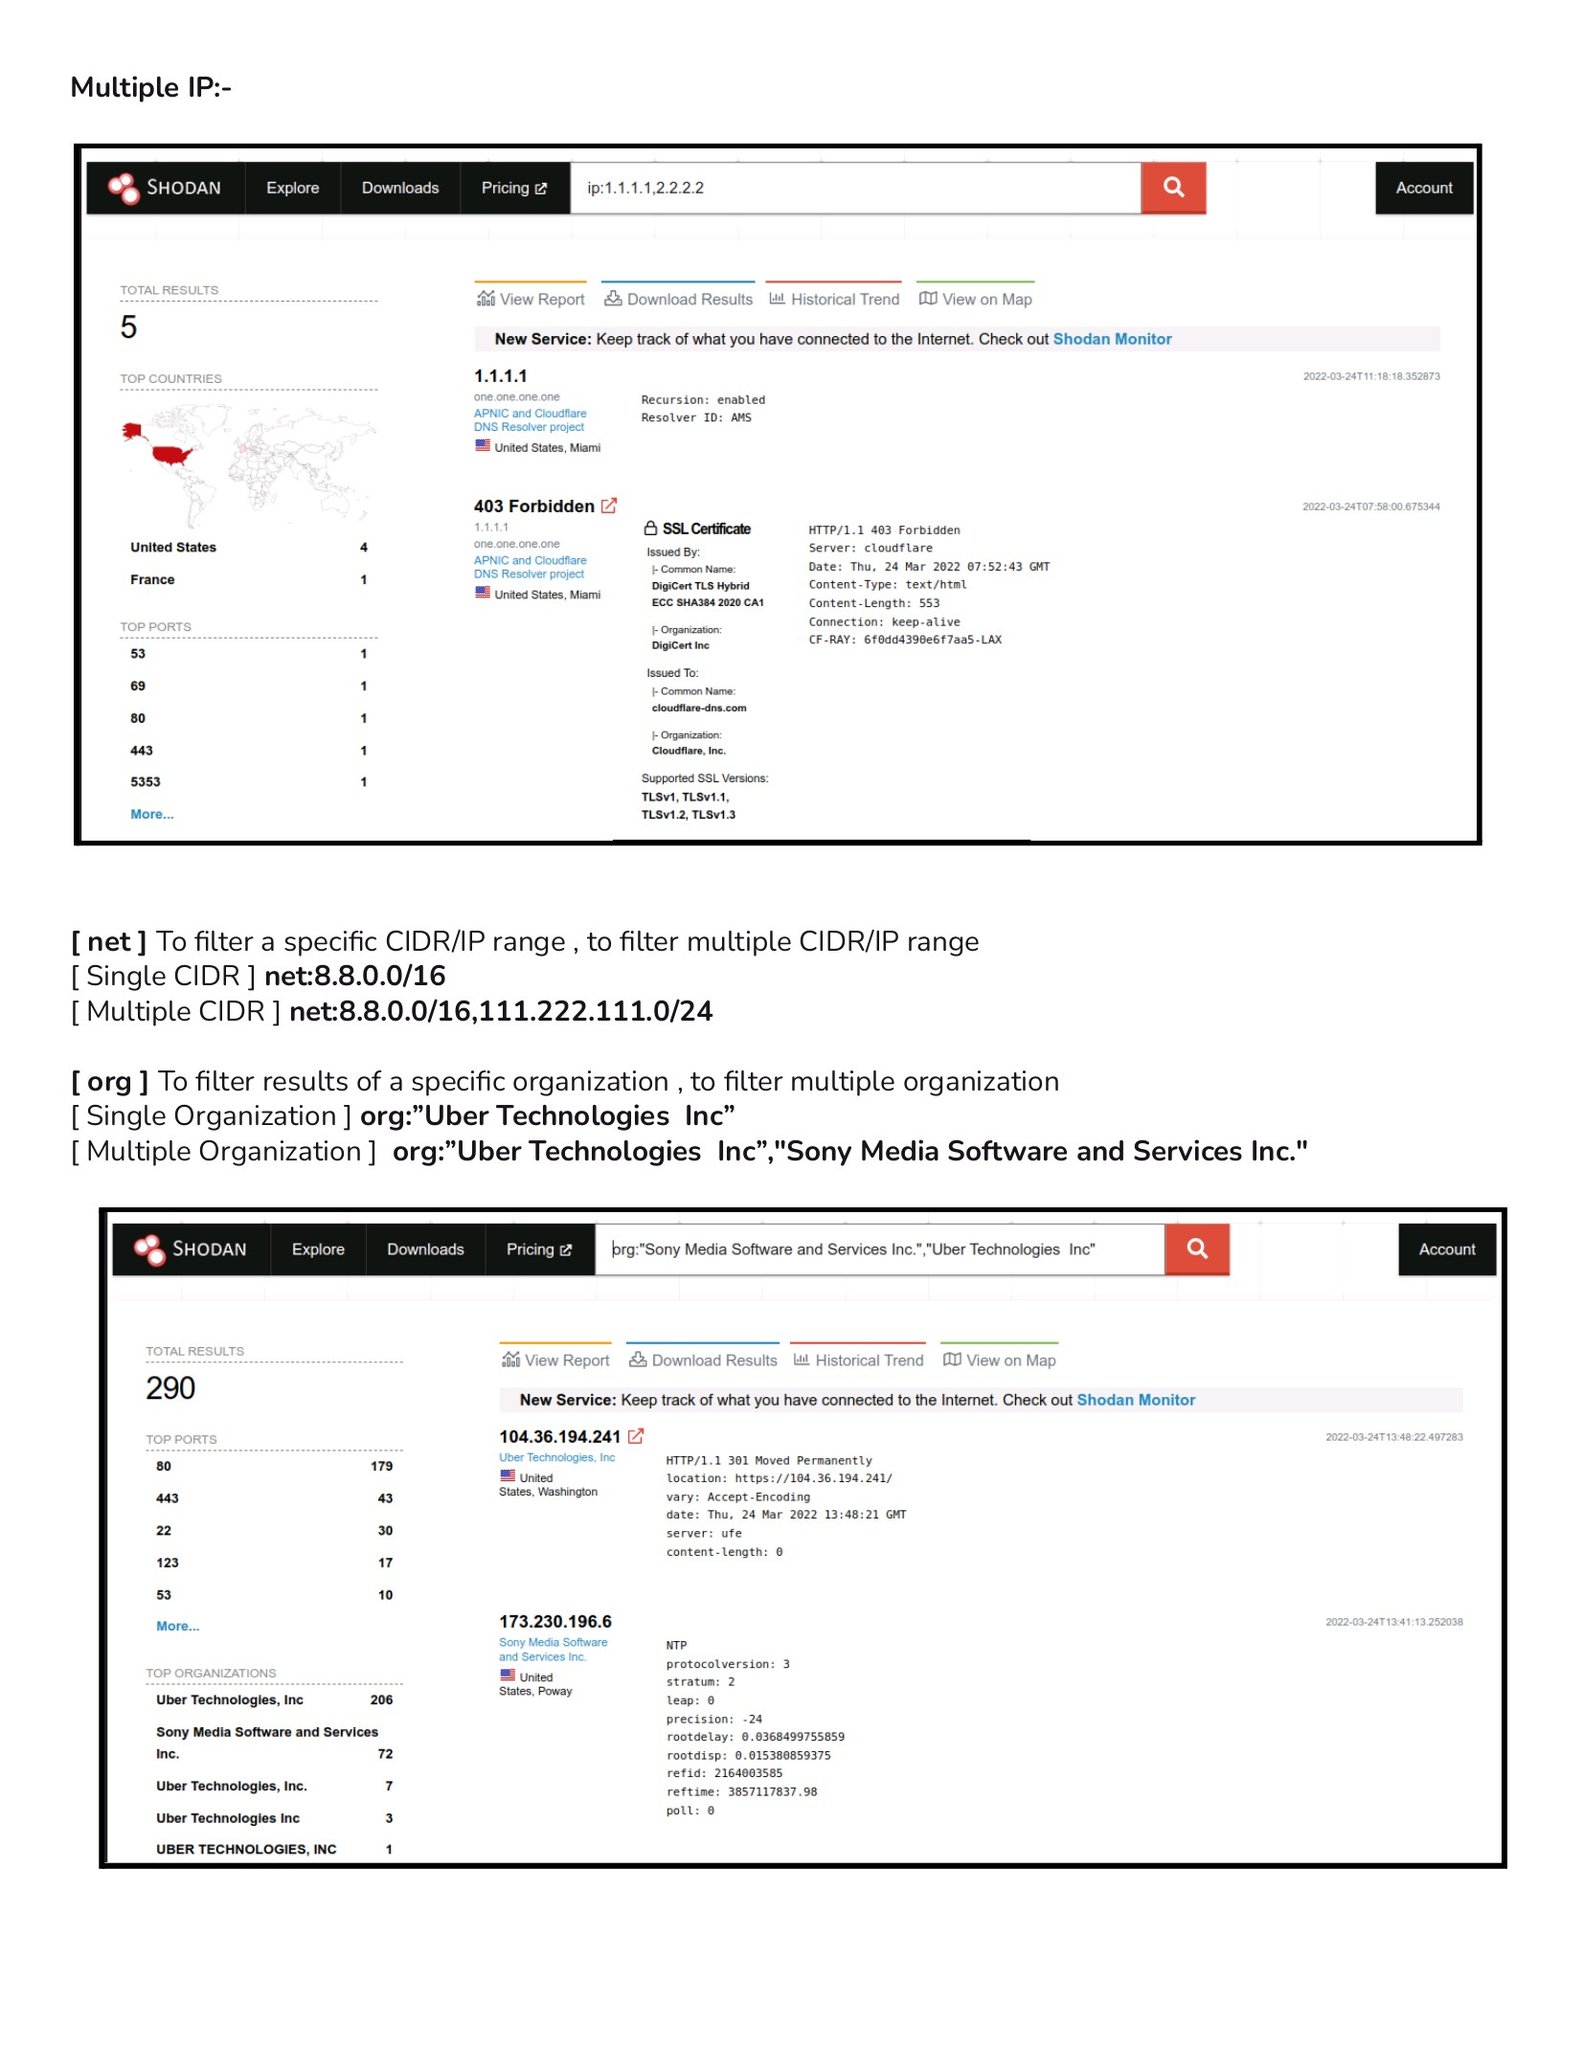 Multiple IP:-
SHODAN Explore Downloads Pricing ip:1.1.1.1,2.2.2.2 Account
TOTAL RESULTS
5
TOP COUNTRIES
United States 4
France 1
TOP PORTS
53 1
69 1
80 1
443 1
5353 1
More...
View Report Download Results Historical Trend View on Map
New Service: Keep track of what you have connected to the Internet. Check out Shodan Monitor
1.1.1.1
one.one.one.one
APNIC and Cloudflare
DNS Resolver project
United States, Miami
Recursion: enabled
Resolver ID: AMS
2022-03-24T11:18:18.352873
403 Forbidden
1.1.1.1
one.one.one.one
APNIC and Cloudflare
DNS Resolver project
United States, Miami
SSL Certificate
Issued By:
|- Common Name:
DigiCert TLS Hybrid
ECC SHA384 2020 CA1
|- Organization:
DigiCert Inc
Issued To:
|- Common Name:
cloudflare-dns.com
|- Organization:
Cloudflare, Inc.
Supported SSL Versions:
TLSv1, TLSv1.1,
TLSv1.2, TLSv1.3
HTTP/1.1 403 Forbidden
Server: cloudflare
Date: Thu, 24 Mar 2022 07:52:43 GMT
Content-Type: text/html
Content-Length: 553
Connection: keep-alive
CF-RAY: 6f0dd4390e6f7aa5-LAX
2022-03-24T07:58:00.675344
[ net ] To filter a specific CIDR/IP range , to filter multiple CIDR/IP range
[ Single CIDR ] net:8.8.0.0/16
[ Multiple CIDR ] net:8.8.0.0/16,111.222.111.0/24
[ org ] To filter results of a specific organization , to filter multiple organization
[ Single Organization ] org:”Uber Technologies  Inc”
[ Multiple Organization ]  org:”Uber Technologies  Inc”,"Sony Media Software and Services Inc."
SHODAN Explore Downloads Pricing org:"Sony Media Software and Services Inc.","Uber Technologies  Inc" Account
TOTAL RESULTS
290
TOP PORTS
80 179
443 43
22 30
123 17
53 10
More...
TOP ORGANIZATIONS
Uber Technologies, Inc 206
Sony Media Software and Services
Inc. 72
Uber Technologies, Inc. 7
Uber Technologies Inc 3
UBER TECHNOLOGIES, INC 1
View Report Download Results Historical Trend View on Map
New Service: Keep track of what you have connected to the Internet. Check out Shodan Monitor
104.36.194.241
Uber Technologies, Inc
United
States, Washington
HTTP/1.1 301 Moved Permanently
location: https://104.36.194.241/
vary: Accept-Encoding
date: Thu, 24 Mar 2022 13:48:21 GMT
server: ufe
content-length: 0
2022-03-24T13:48:22.497283
173.230.196.6
Sony Media Software
and Services Inc.
United
States, Poway
NTP
protocolversion: 3
stratum: 2
leap: 0
precision: -24
rootdelay: 0.0368499755859
rootdisp: 0.015380859375
refid: 2164003585
reftime: 3857117837.98
poll: 0
2022-03-24T13:41:13.252038